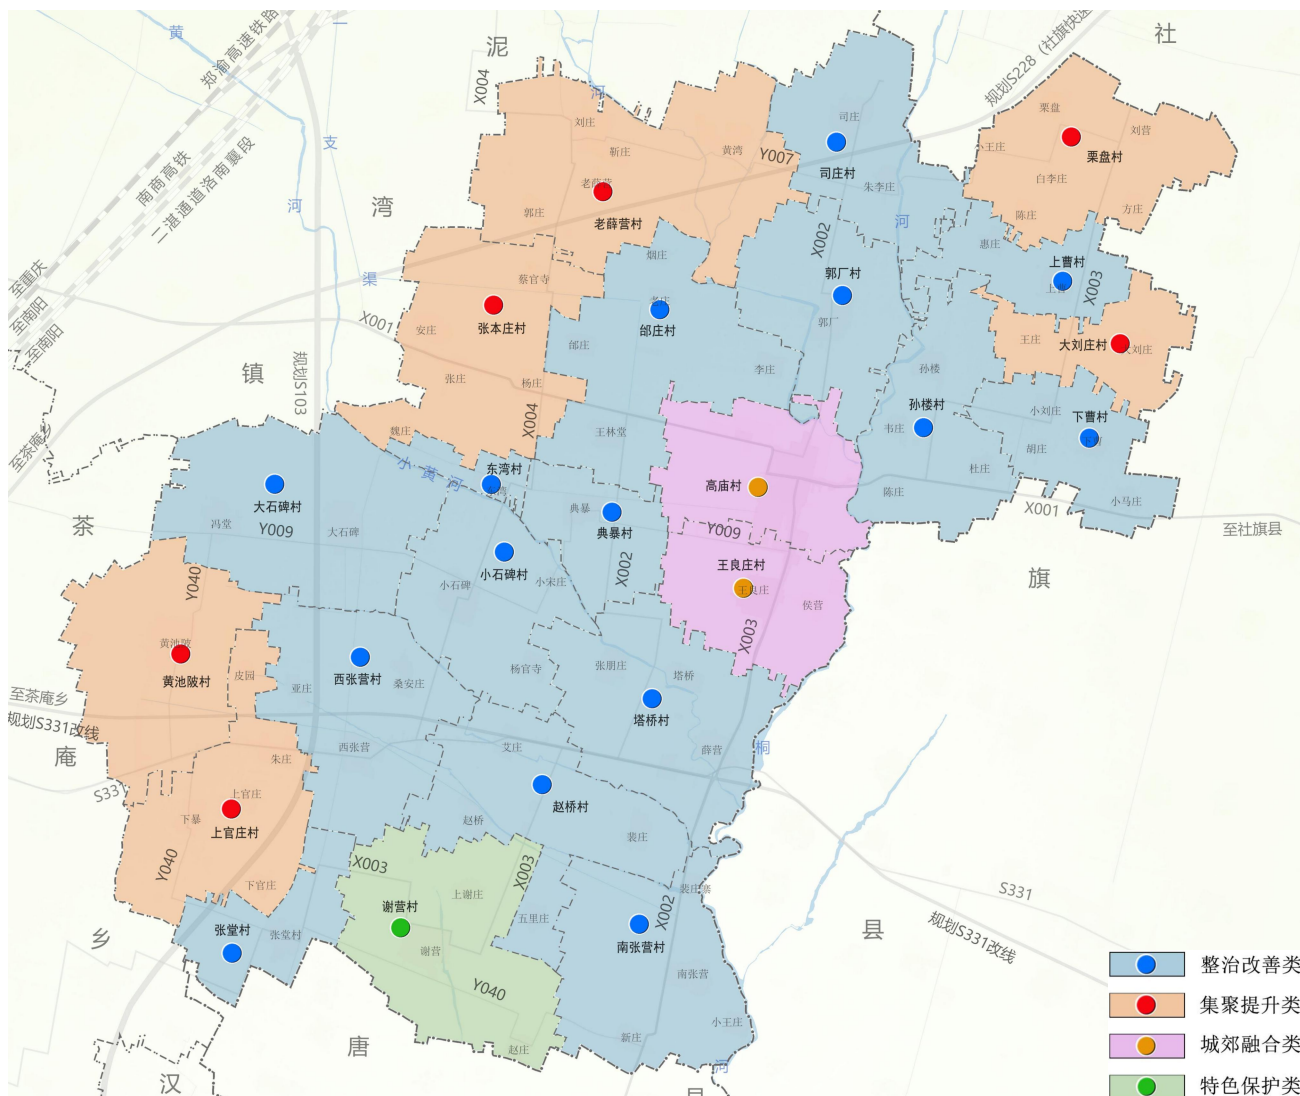 黄
郑渝高速铁路
一
泥
社
X004
河
规划S228（社旗快速
司庄
栗盘
刘庄
刘营
支
靳庄
黄湾
Y007
小王庄
栗盘村
南商高铁
司庄村
白李庄
老薛营村
朱李庄
二湛通道洛南襄段
河
湾
郭庄
陈庄
方庄
河
X002
惠庄
烟庄
上曹村
至重庆
渠
蔡官寺
郭厂村
X003
张本庄村
邰庄村
郭厂
至南阳
X001
安庄
邰庄
王庄
大刘庄村
大刘庄
至南阳
镇
规划S103
张庄
杨庄
李庄
孙楼
X004
孙楼村
小刘庄
下曹村
魏庄
王林堂
韦庄
胡庄
至茶庵乡
小黄河
东湾村
杜庄
大石碑村
高庙村
陈庄
小马庄
茶
冯堂
Y009
大石碑
典暴
典暴村
Y009
X001
至社旗县
小石碑村
X002
王良庄村
旗
Y040
小石碑
小宋庄
王良庄
侯营
黄池陂
X003
黄池陂村
皮园
西张营村
杨官寺
张朋庄
塔桥
至茶庵乡
亚庄
桑安庄
塔桥村
规划S331改线
庵
西张营
艾庄
薛营
桐
朱庄
S331
上官庄
赵桥村
下暴
上官庄村
赵桥
裴庄
Y040
X003
X003
下官庄
上谢庄
裴庄寨
S331
谢营村
X002
张堂村
五里庄
规划S331改线
乡
张堂村
谢营
南张营村
县
南张营
整治改善类
Y040
集聚提升类
小王庄
新庄
唐
赵庄
城郊融合类
河
汉
特色保护类